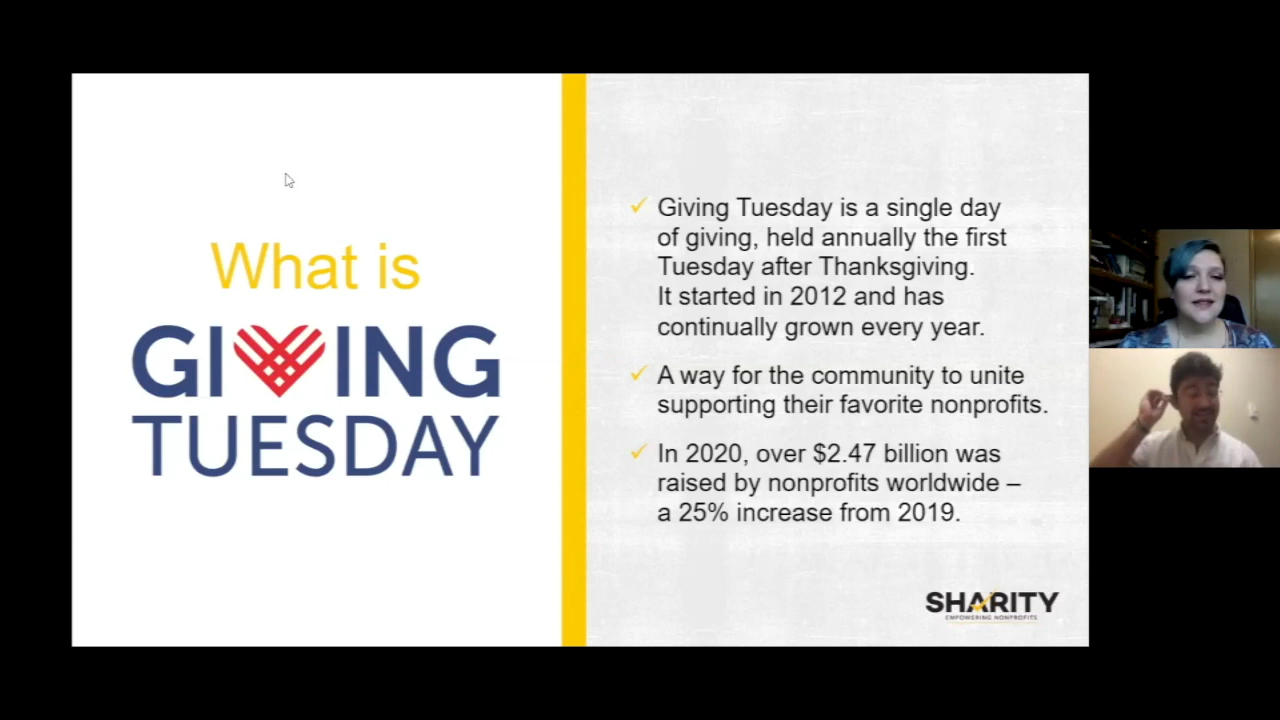 What is
GIVING
TUESDAY
Giving Tuesday is a single day
of giving, held annually the first
Tuesday after Thanksgiving.
It started in 2012 and has
continually grown every year.
A way for the community to unite
supporting their favorite nonprofits.
In 2020, over $2.47 billion was
raised by nonprofits worldwide –
a 25% increase from 2019.
SHARITY
EMPOWERING NONPROFITS